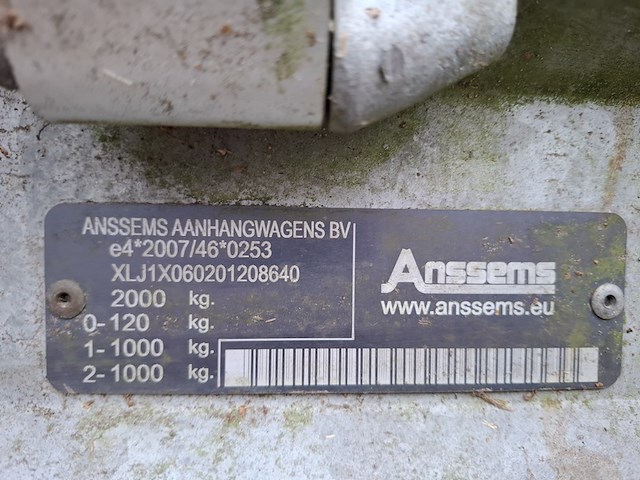 ANSSEMS AANHANGWAGENS BV
e4*2007/46*0253
XLJ1X060201208640
2000 kg.
0-120 kg.
1-1000 kg.
2-1000 kg.
Anssems
www.anssems.eu